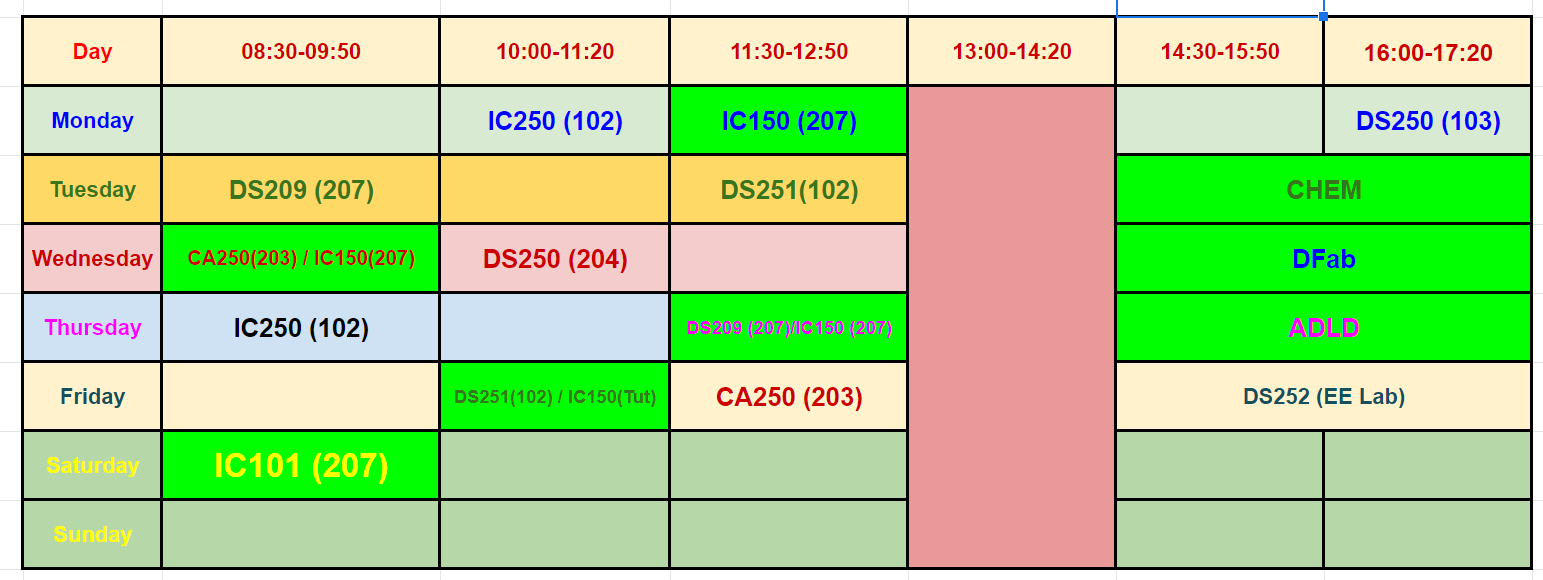 Day 08:30-09:50 10:00-11:20 11:30-12:50 13:00-14:20 14:30-15:50 16:00-17:20
Monday IC250 (102) IC150 (207) DS250 (103)
Tuesday DS209 (207) DS251(102) CHEM
Wednesday CA250(203) / IC150(207) DS250 (204) DFab
Thursday IC250 (102) DS209 (207)/IC150 (207) ADLD
Friday DS251(102) / IC150(Tut) CA250 (203) DS252 (EE Lab)
Saturday IC101 (207)
Sunday